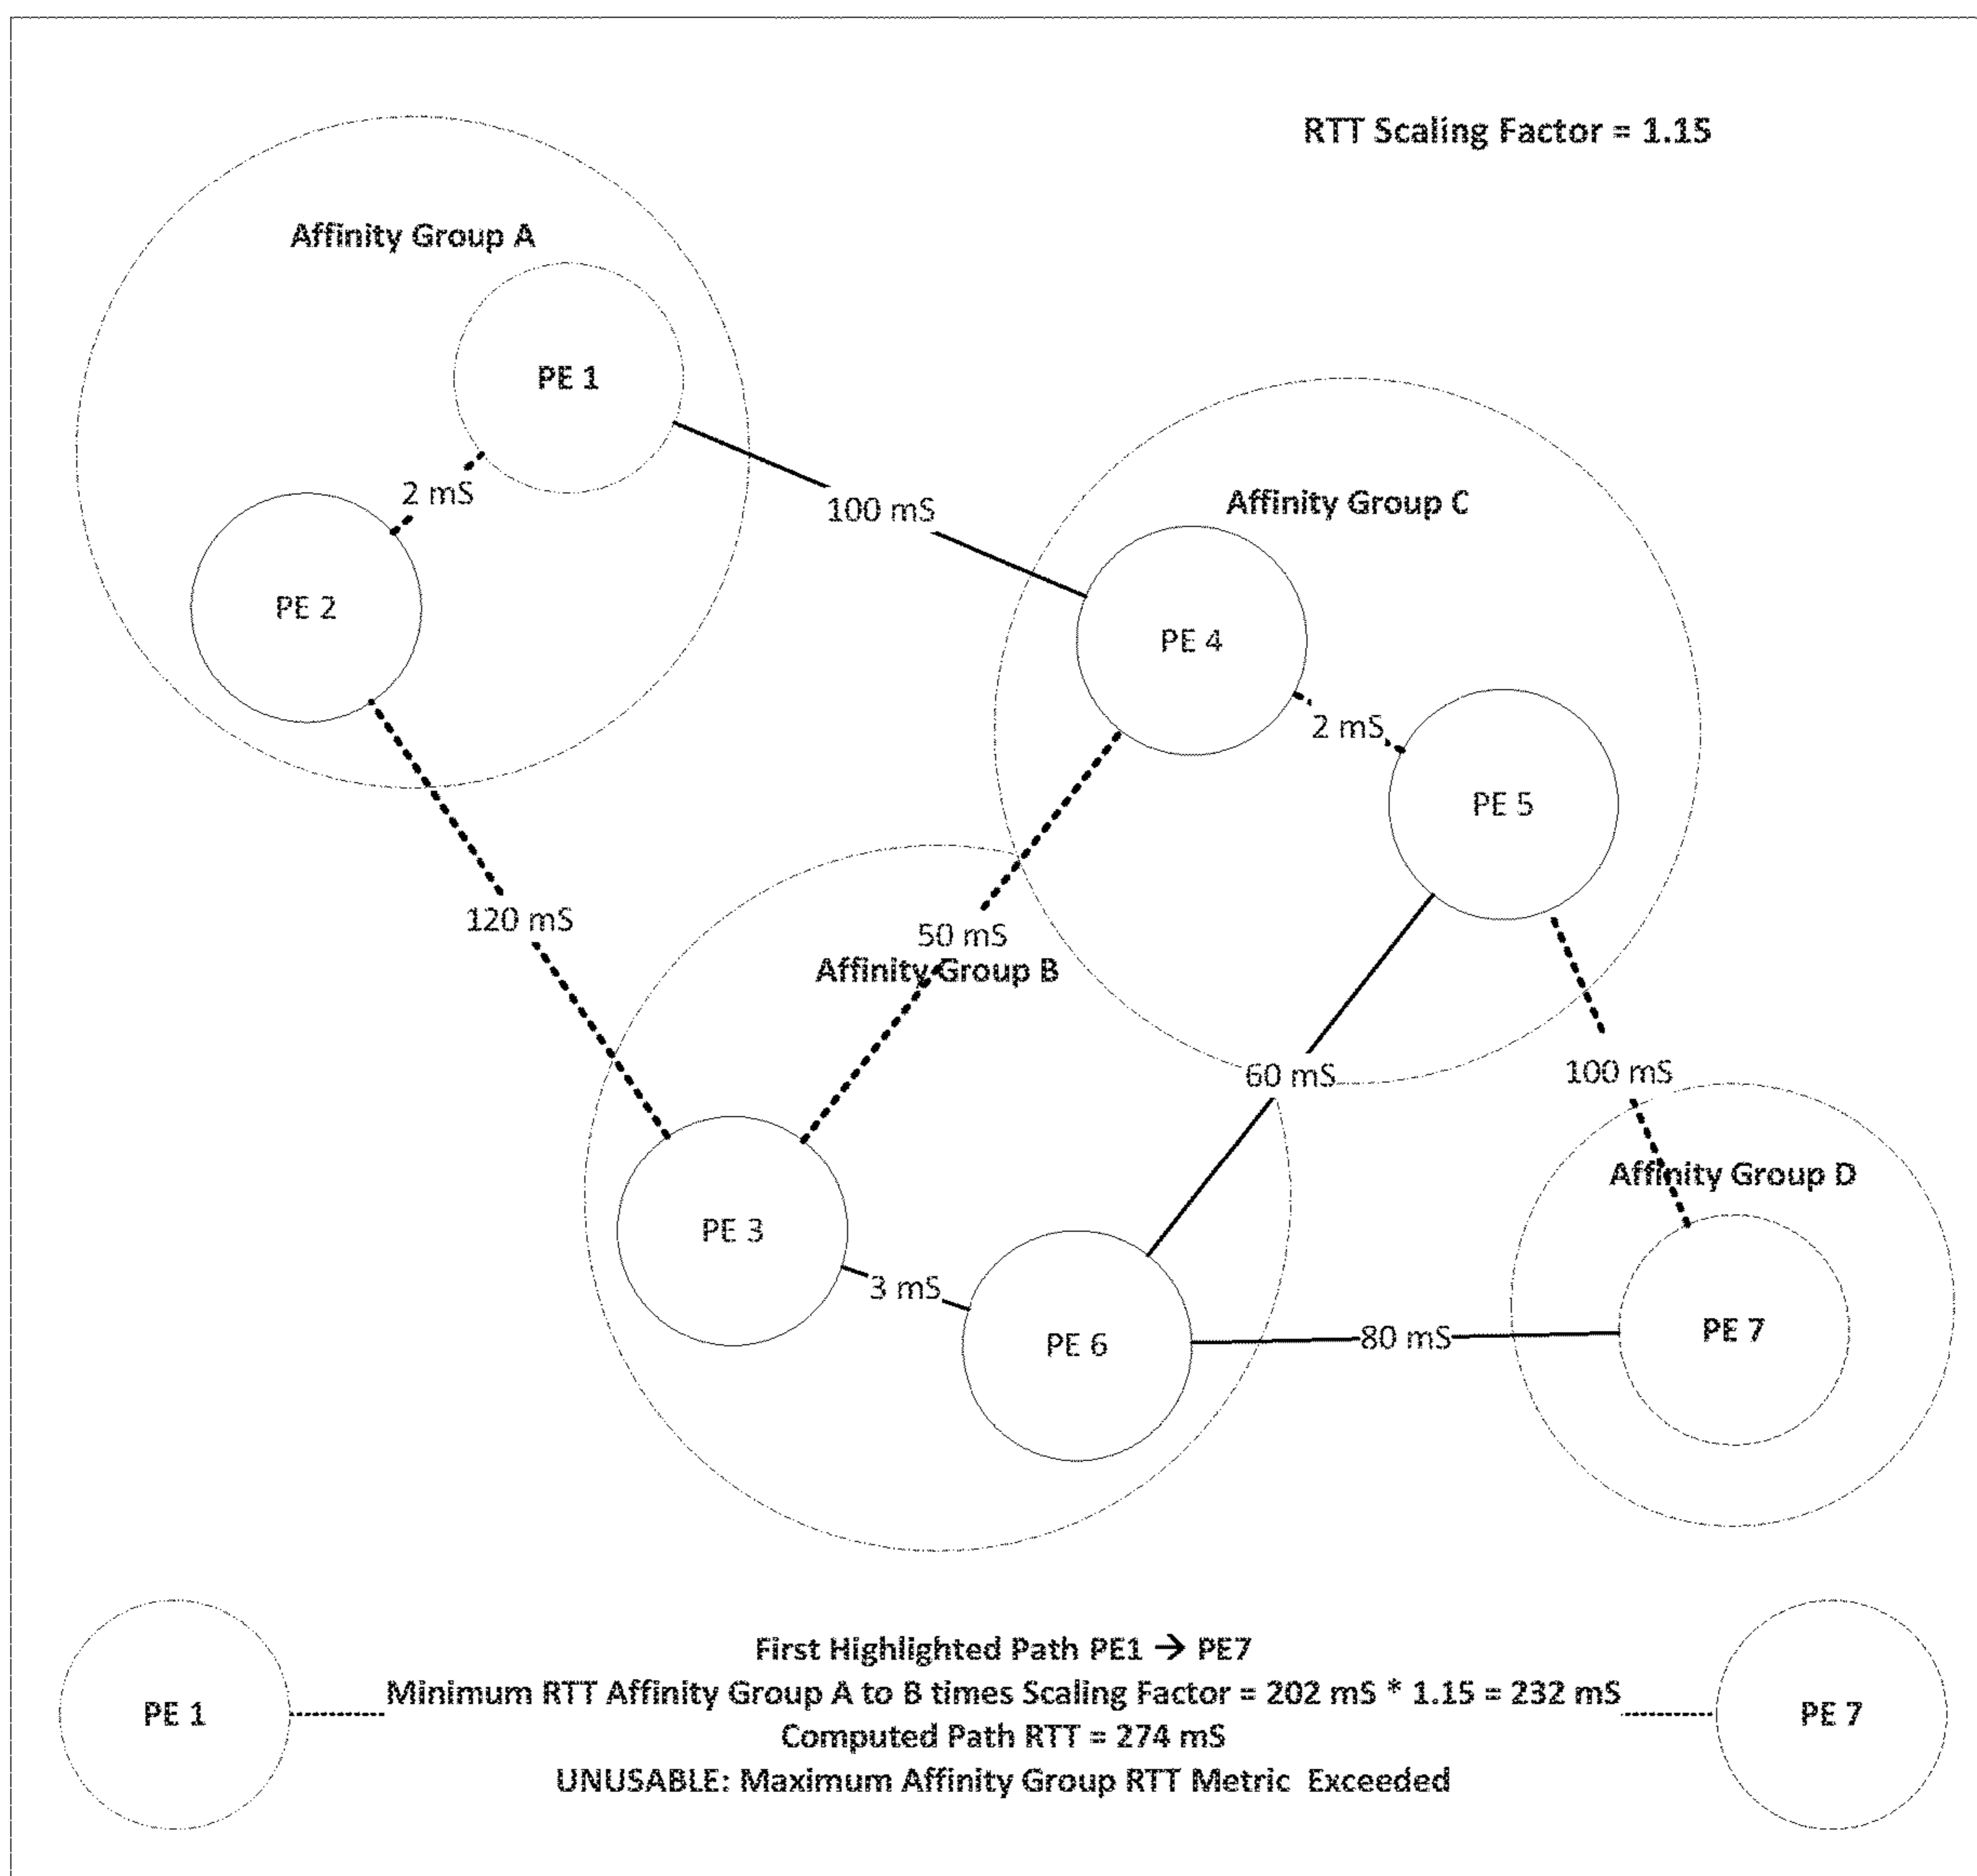 RTT Scaling Factor = 1.15
Affinity Group A
PE 1
2 mS
100 mS
Affinity Group C
PE 2
PE 4
2 mS
PE 5
120 mS
50 mS
Affinity Group B
60 mS
100 mS
Affinity Group D
PE 3
3 mS
PE 6
80 mS
PE 7
First Highlighted Path PE1 → PE7
Minimum RTT Affinity Group A to B times Scaling Factor = 202 mS * 1.15 = 232 mS
PE 1
PE 7
Computed Path RTT = 274 mS
UNUSABLE: Maximum Affinity Group RTT Metric Exceeded